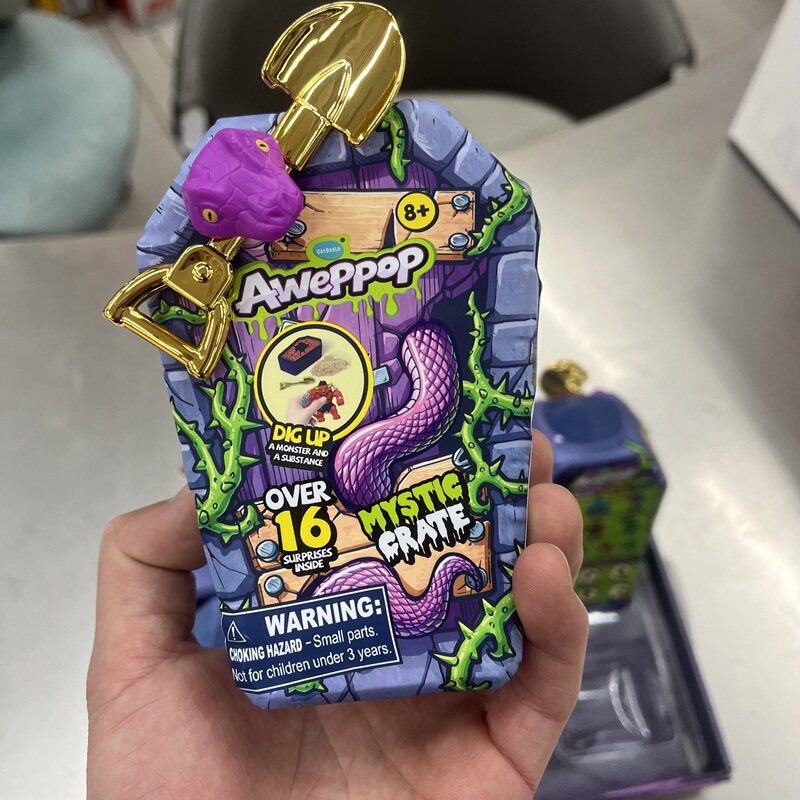 8+
Aweppop
DIG UP
A MONSTER AND
A SUBSTANCE
OVER
16
SURPRISES
INSIDE
MYSTIC
CRATE
WARNING:
CHOKING HAZARD - Small parts.
Not for children under 3 years.
Aweppop